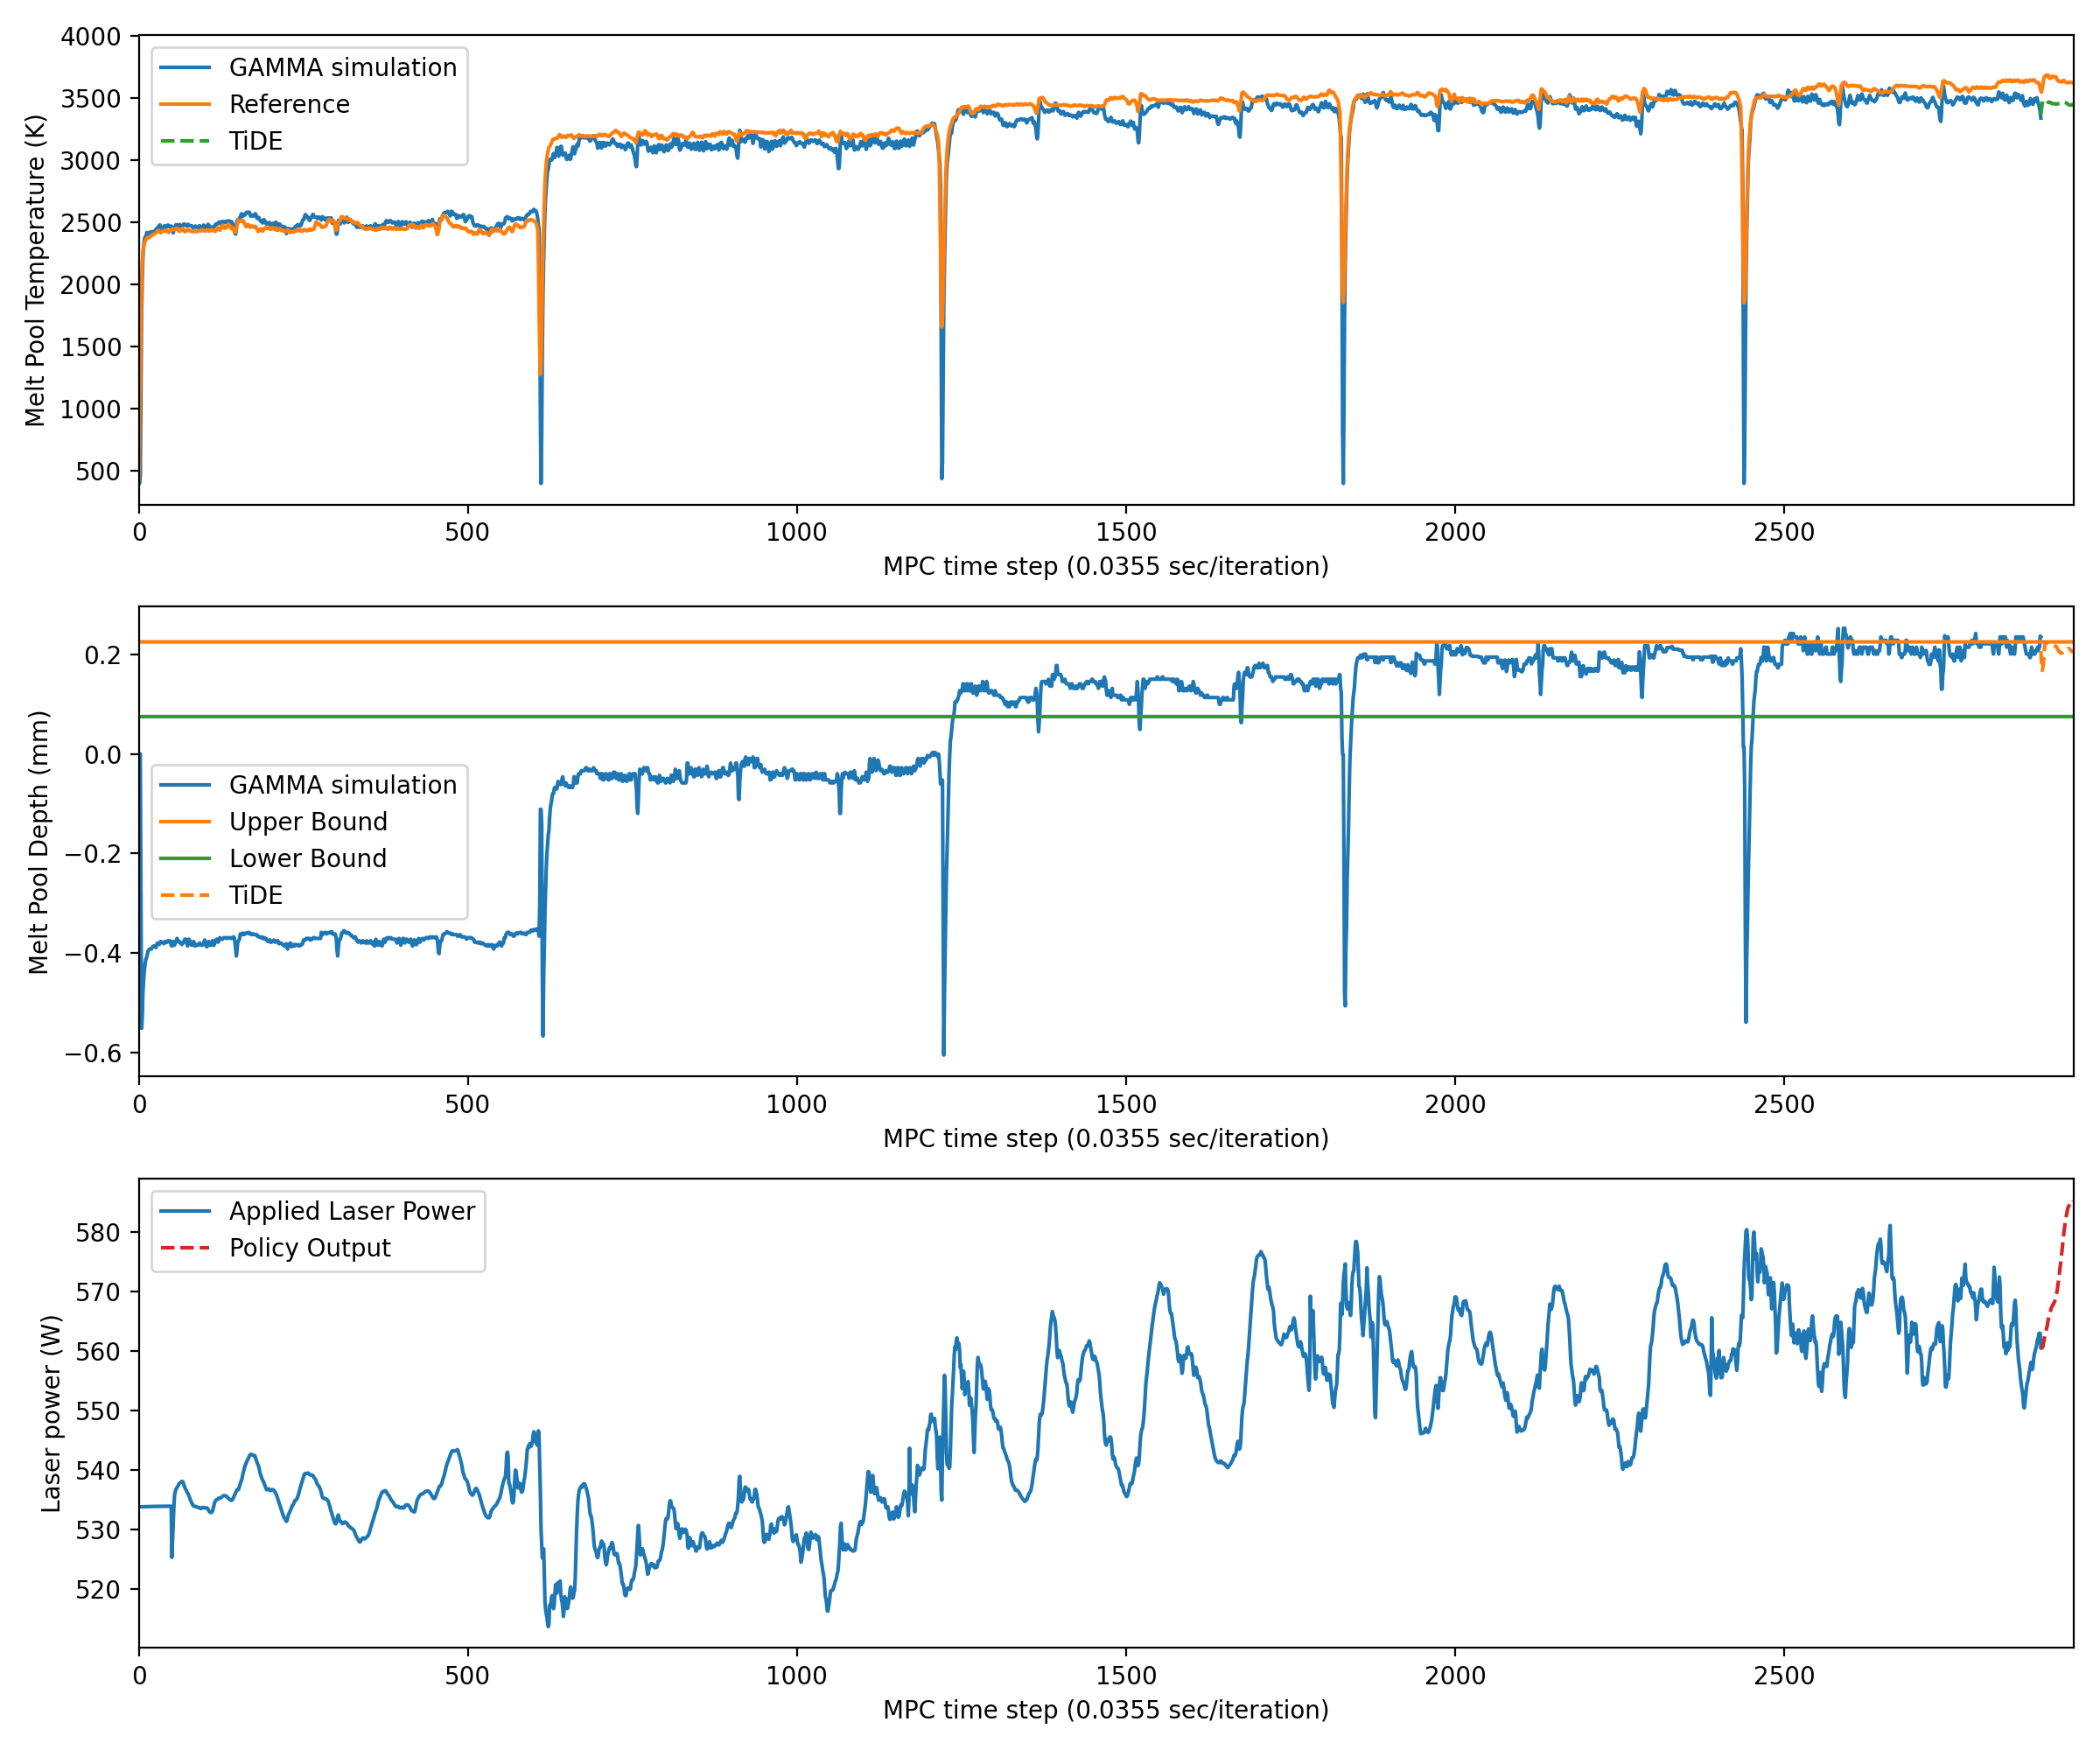 4000
3500
3000
2500
2000
1500
1000
500
Melt Pool Temperature (K)
GAMMA simulation
Reference
TiDE
0
500
1000
1500
2000
2500
MPC time step (0.0355 sec/iteration)
0.2
0.0
−0.2
−0.4
−0.6
Melt Pool Depth (mm)
GAMMA simulation
Upper Bound
Lower Bound
TiDE
0
500
1000
1500
2000
2500
MPC time step (0.0355 sec/iteration)
580
570
560
550
540
530
520
Laser power (W)
Applied Laser Power
Policy Output
0
500
1000
1500
2000
2500
MPC time step (0.0355 sec/iteration)